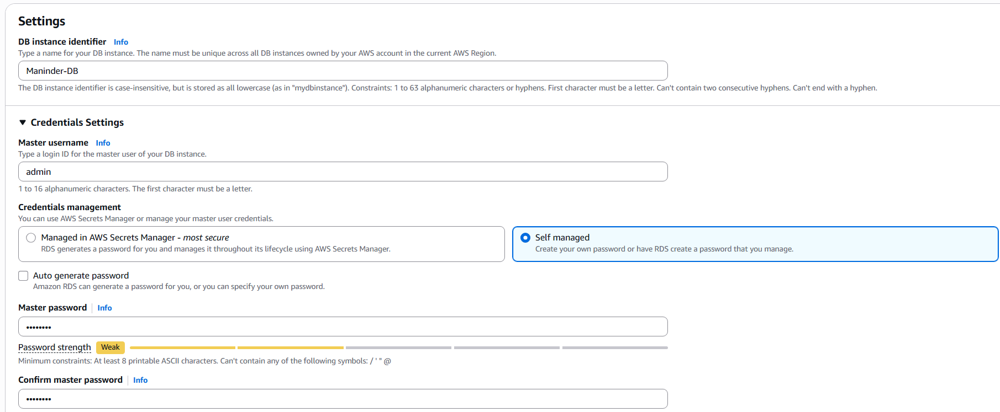 Settings
DB instance identifier Info
Type a name for your DB instance. The name must be unique across all DB instances owned by your AWS account in the current AWS Region.
Maninder-DB
The DB instance identifier is case-insensitive, but is stored as all lowercase (as in "mydbinstance"). Constraints: 1 to 63 alphanumeric characters or hyphens. First character must be a letter. Can't contain two consecutive hyphens. Can't end with a hyphen.
Credentials Settings
Master username Info
Type a login ID for the master user of your DB instance.
admin
1 to 16 alphanumeric characters. The first character must be a letter.
Credentials management
You can use AWS Secrets Manager or manage your master user credentials.
Managed in AWS Secrets Manager - most secure
RDS generates a password for you and manages it throughout its lifecycle using AWS Secrets Manager.
Self managed
Create your own password or have RDS create a password that you manage.
Auto generate password
Amazon RDS can generate a password for you, or you can specify your own password.
Master password Info
••••••••
Password strength Weak
Minimum constraints: At least 8 printable ASCII characters. Can't contain any of the following symbols: / ' " @
Confirm master password Info
••••••••